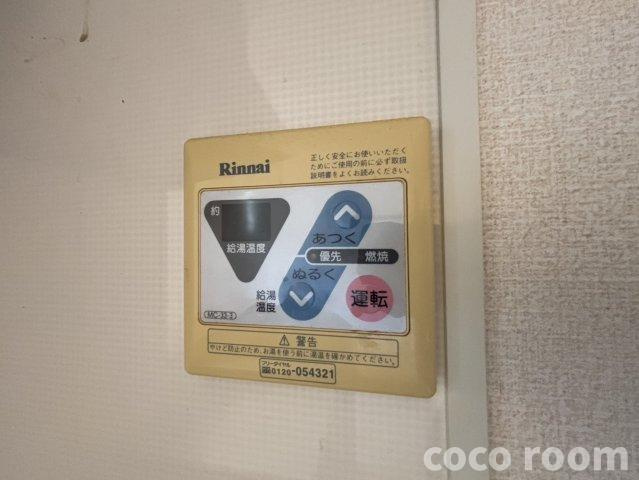 Rinnai
正しく安全にお使いいただく
ためにご使用の前に必ず取扱
説明書をよくお読みください。
約
給湯温度
あつく
優先 燃焼
ぬるく
給湯
温度
運転
MC-33-3
警告
やけど防止のため、お湯を使う前に湯温を確かめてください。
フリーダイヤル
0120-054321
coco room